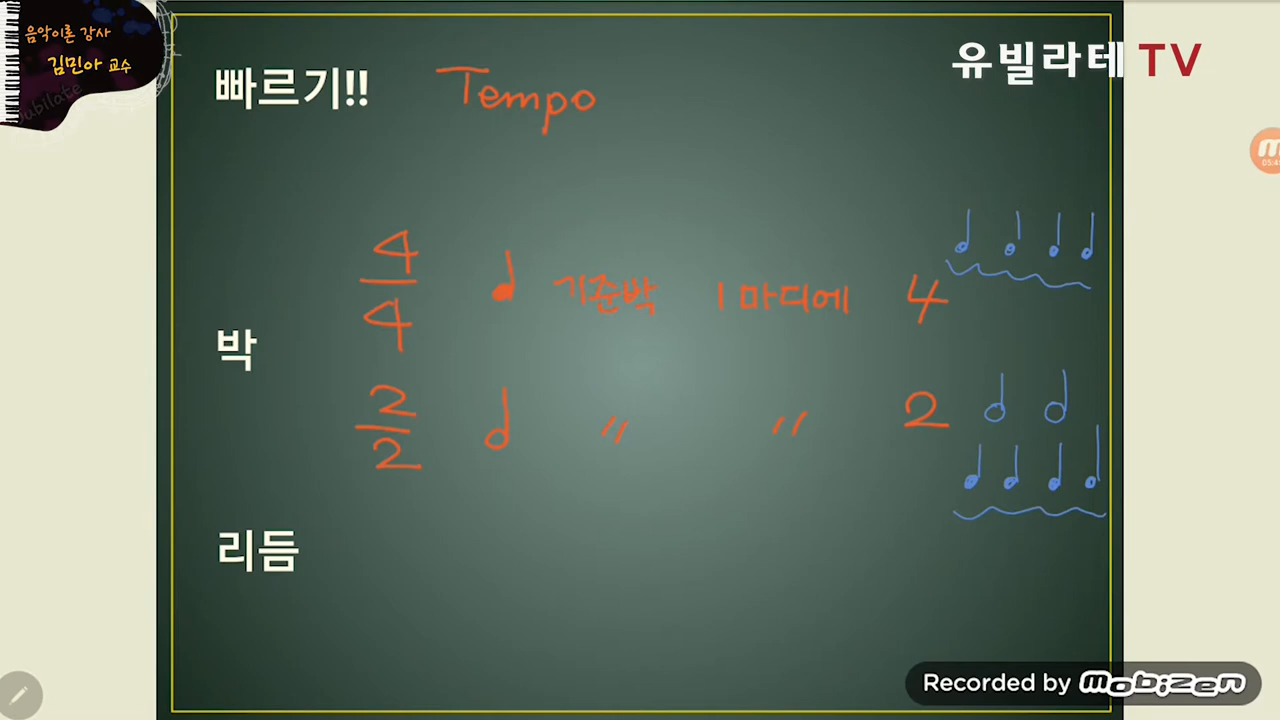 음악이론 강사
김민아 교수
Jubilate
유빌라테 TV
빠르기!! Tempo
05:4
박
4/4 기준박 1 마디에 4
2/2 〃 〃 2
리듬
Recorded by Mobizen